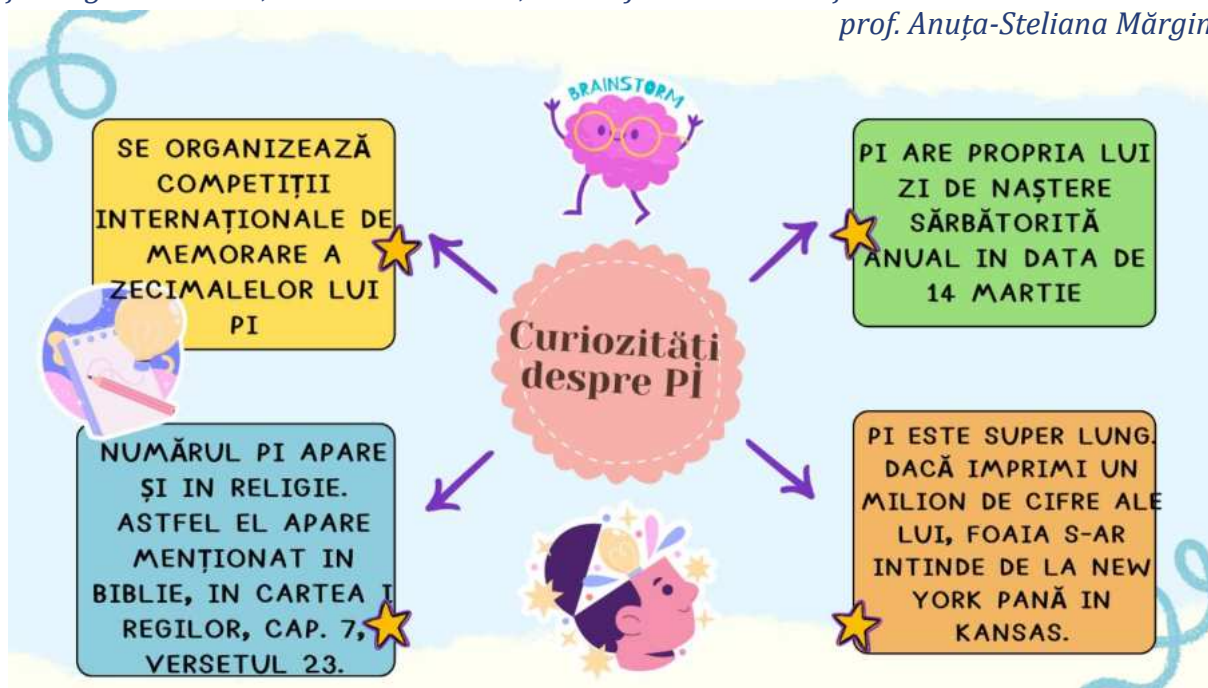 prof. Anuța-Steliana Mărgin
BRAINSTORM
SE ORGANIZEAZĂ
COMPETIȚII
INTERNAȚIONALE DE
MEMORARE A
ZECIMALELOR LUI
PI
PI ARE PROPRIA LUI
ZI DE NAȘTERE
SĂRBĂTORITĂ
ANUAL IN DATA DE
14 MARTIE
Curiozități
despre PI
NUMĂRUL PI APARE
ȘI IN RELIGIE.
ASTFEL EL APARE
MENȚIONAT IN
BIBLIE, IN CARTEA I
REGILOR, CAP. 7,
VERSETUL 23.
PI ESTE SUPER LUNG.
DACĂ IMPRIMI UN
MILION DE CIFRE ALE
LUI, FOAIA S-AR
INTINDE DE LA NEW
YORK PANĂ IN
KANSAS.